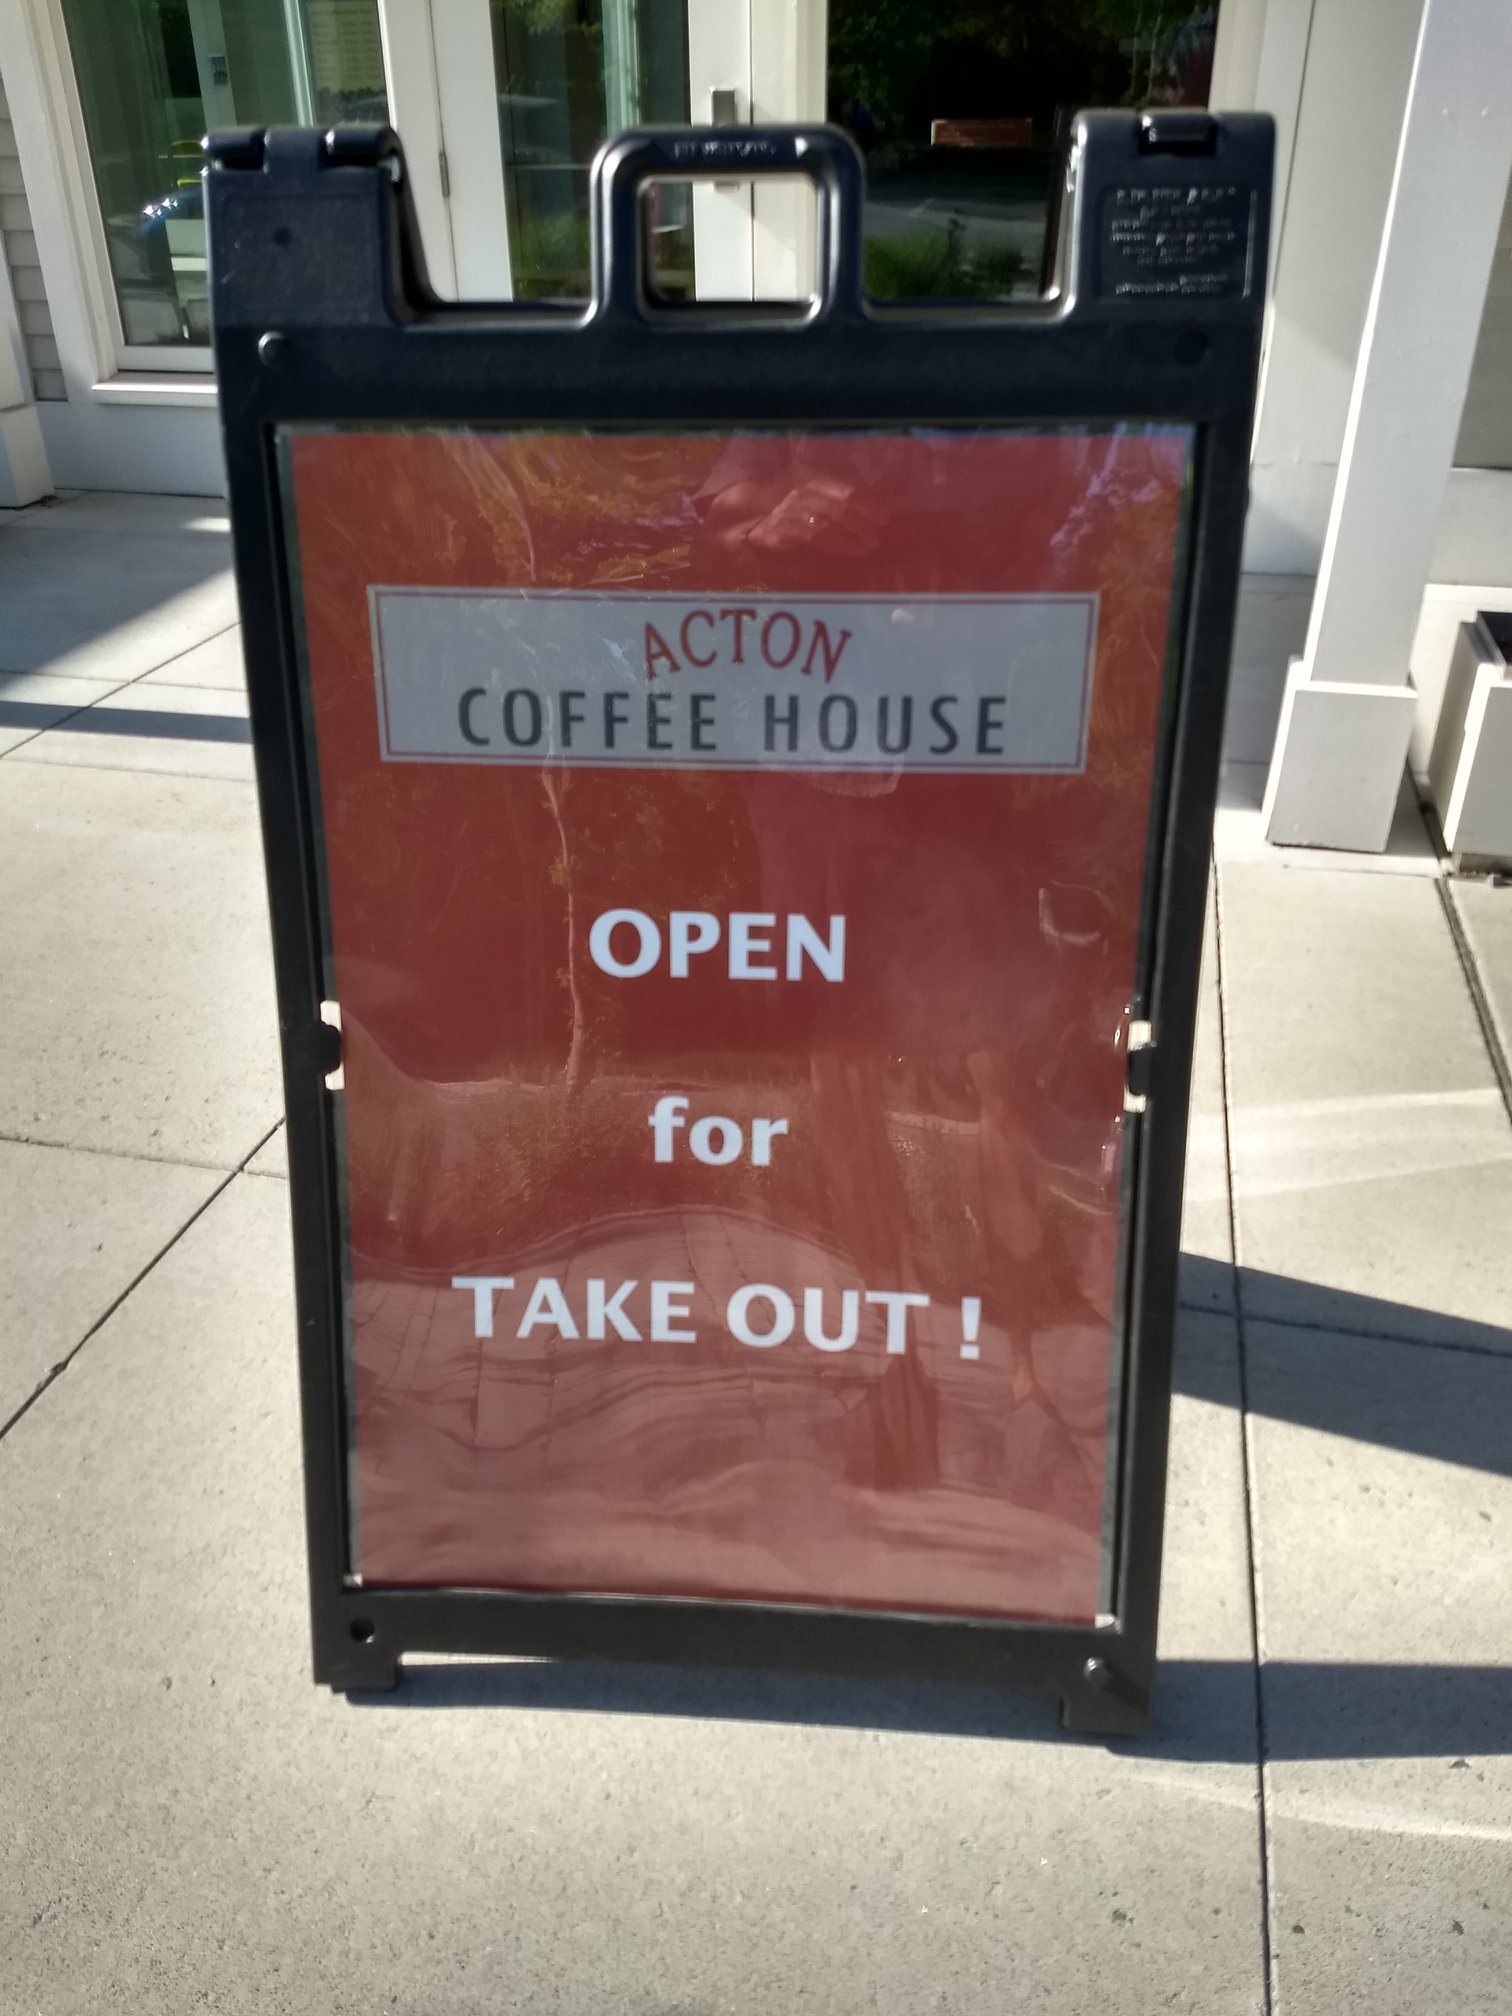 ACTON
COFFEE HOUSE
OPEN
for
TAKE OUT !